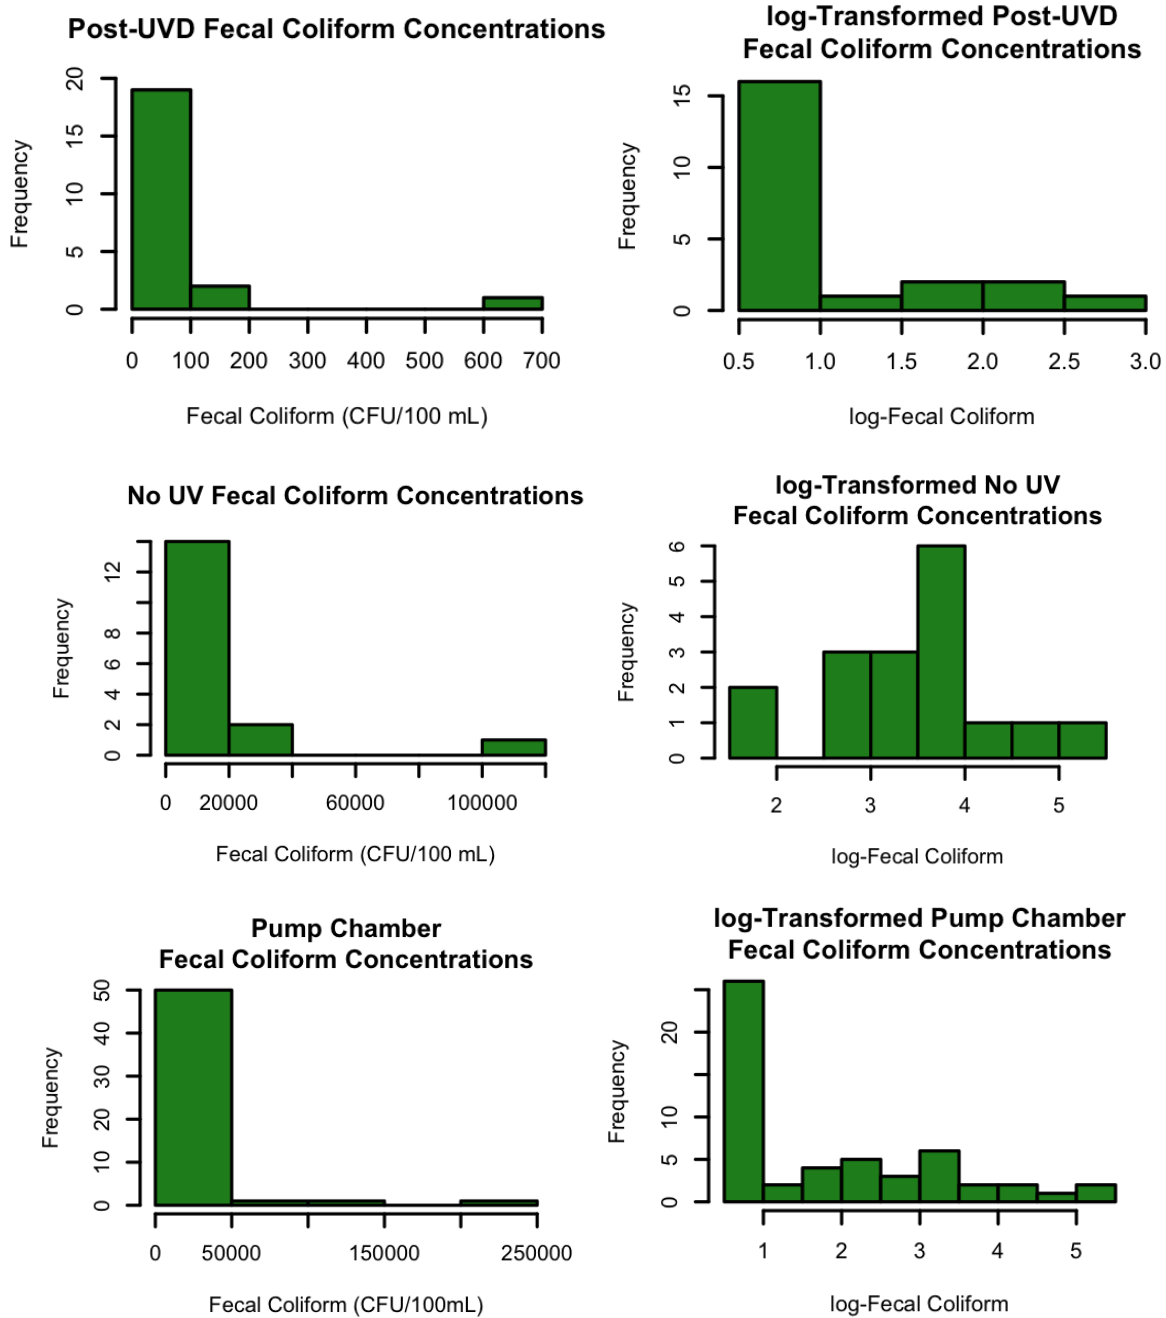 Post-UVD Fecal Coliform Concentrations
20
15
10
5
0
Frequency
0 100 200 300 400 500 600 700
Fecal Coliform (CFU/100 mL)
log-Transformed Post-UVD
Fecal Coliform Concentrations
15
10
5
0
Frequency
0.5 1.0 1.5 2.0 2.5 3.0
log-Fecal Coliform
No UV Fecal Coliform Concentrations
12
8
6
4
2
0
Frequency
0 20000 60000 100000
Fecal Coliform (CFU/100 mL)
log-Transformed No UV
Fecal Coliform Concentrations
6
5
4
3
2
1
0
Frequency
2 3 4 5
log-Fecal Coliform
Pump Chamber
Fecal Coliform Concentrations
50
40
30
20
10
0
Frequency
0 50000 150000 250000
Fecal Coliform (CFU/100mL)
log-Transformed Pump Chamber
Fecal Coliform Concentrations
20
10
5
0
Frequency
1 2 3 4 5
log-Fecal Coliform